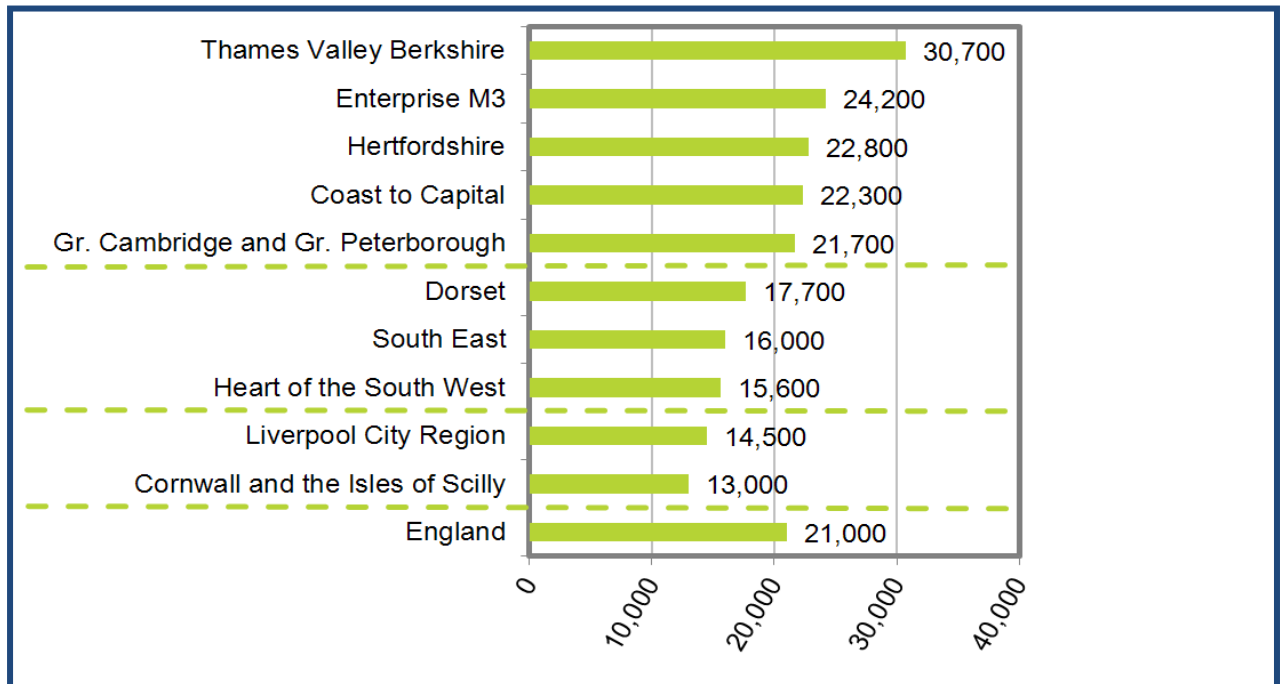 Thames Valley Berkshire 30,700
Enterprise M3 24,200
Hertfordshire 22,800
Coast to Capital 22,300
Gr. Cambridge and Gr. Peterborough 21,700
Dorset 17,700
South East 16,000
Heart of the South West 15,600
Liverpool City Region 14,500
Cornwall and the Isles of Scilly 13,000
England 21,000
0 10,000 20,000 30,000 40,000